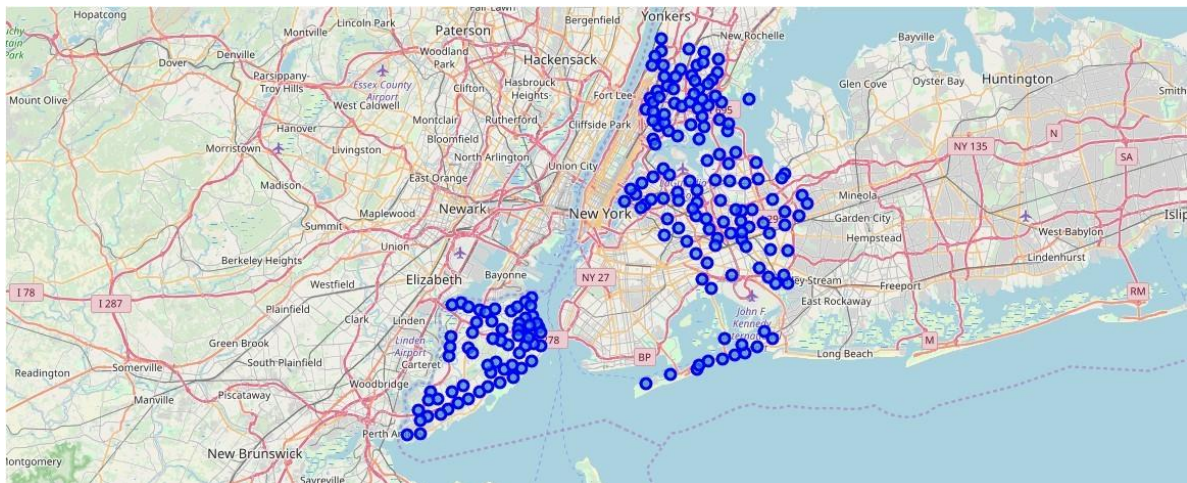 Hopatcong
Lincoln Park
Fair Lawn
Bergenfield
Yonkers
Montville
Paterson
New Rochelle
Bayville
Dover
Denville
Woodland
Park
Hackensack
Parsippany-
Troy Hills
Essex County
Airport
Clifton
Hasbrouck
Heights
Glen Cove
Oyster Bay
Huntington
Mount Olive
West Caldwell
Fort Lee
Hanover
Montclair
Rutherford
Cliffside Park
Bloomfield
Livingston
North Arlington
Union City
N
NY 135
SA
Morristown
East Orange
Madison
Mineola
Newark
New York
Maplewood
Garden City
Summit
Hempstead
Union
West Babylon
Islip
Berkeley Heights
Lindenhurst
Elizabeth
Bayonne
NY 27
Westfield
Freeport
I 78
I 287
Plainfield
East Rockaway
RM
Clark
Linden
John F.
Kennedy
Linden
Airport
78
Green Brook
BP
M
Long Beach
South Plainfield
Carteret
Readington
Somerville
Woodbridge
Manville
Piscataway
New Brunswick
Montgomery
Sayreville